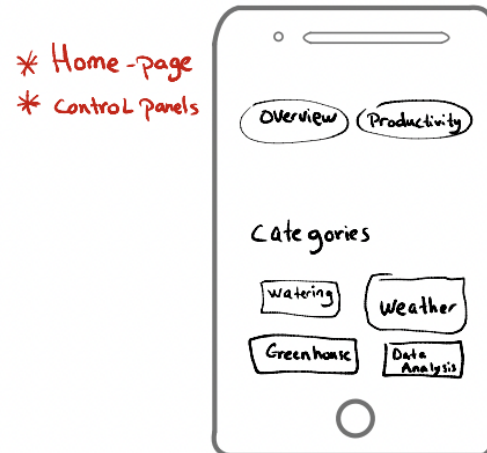 * Home-page
* control panels
Overview Productivity
Categories
Watering Weather
Greenhouse Data
Analysis